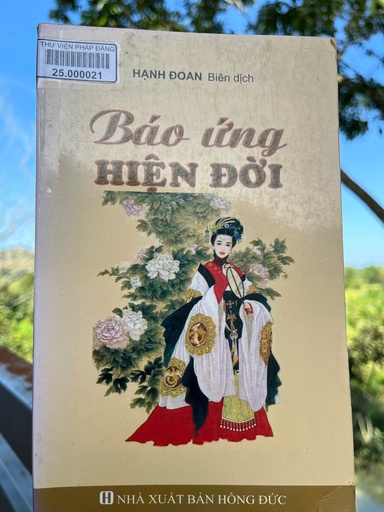 THƯ VIỆN PHÁP ĐĂNG
25.000021
HẠNH ĐOAN Biên dịch
Báo ứng
HIỆN ĐỜI
H NHÀ XUẤT BẢN HỒNG ĐỨC